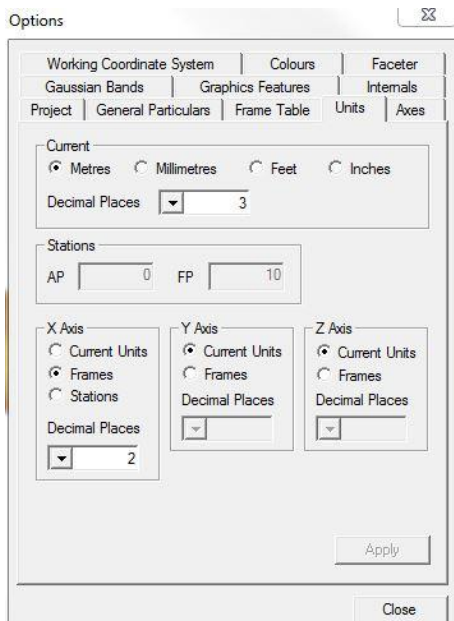 Options
Working Coordinate System Colours Faceter
Gaussian Bands Graphics Features Internals
Project General Particulars Frame Table Units Axes
Current
Metres Millimetres Feet Inches
Decimal Places 3
Stations
AP 0 FP 10
X Axis Y Axis Z Axis
Current Units Current Units Current Units
Frames Frames Frames
Stations Decimal Places Decimal Places
Decimal Places
2
Apply
Close